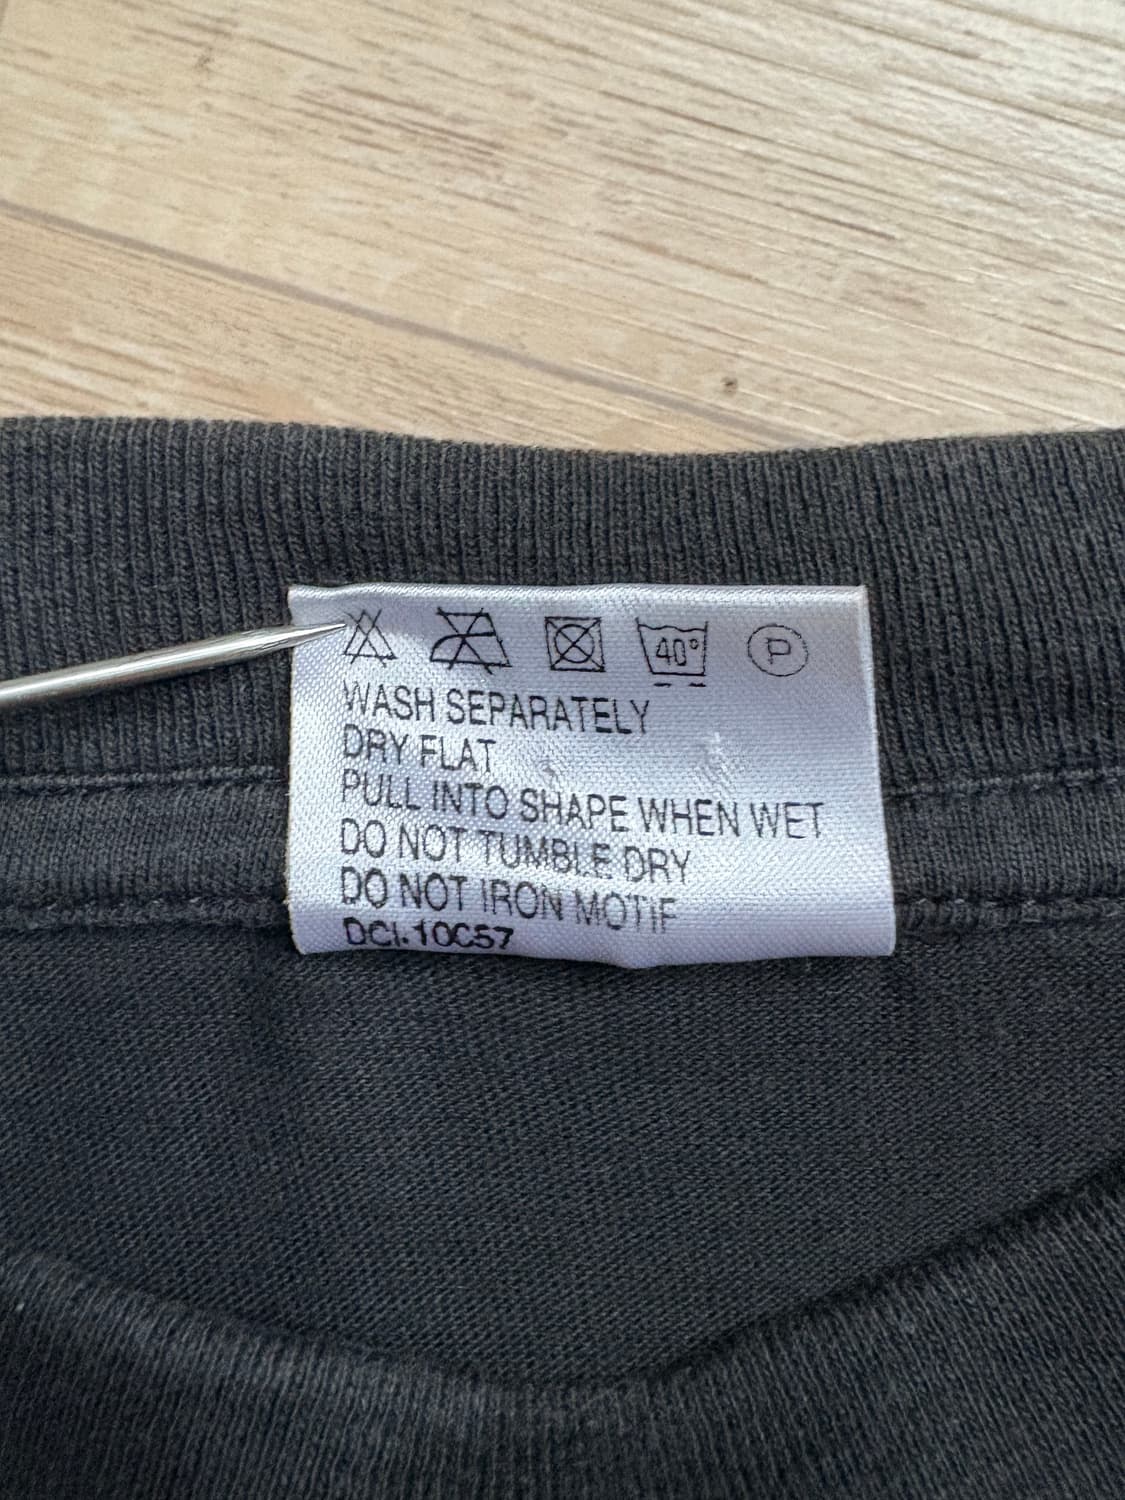 40° P
WASH SEPARATELY
DRY FLAT
PULL INTO SHAPE WHEN WET
DO NOT TUMBLE DRY
DO NOT IRON MOTIF
DCI-10C57